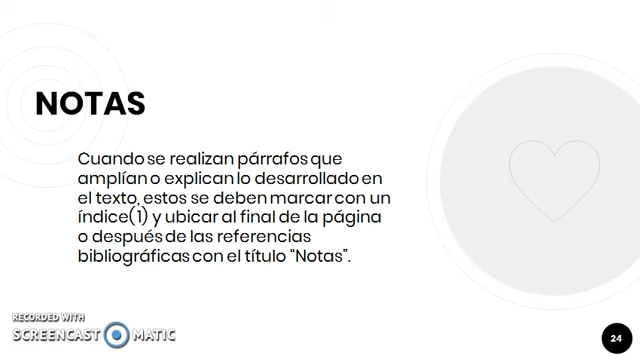 NOTAS
Cuando se realizan párrafos que
amplían o explican lo desarrollado en
el texto, estos se deben marcar con un
índice(1) y ubicar al final de la página
o después de las referencias
bibliográficas con el título “Notas”.
RECORDED WITH
SCREENCAST MATIC
24